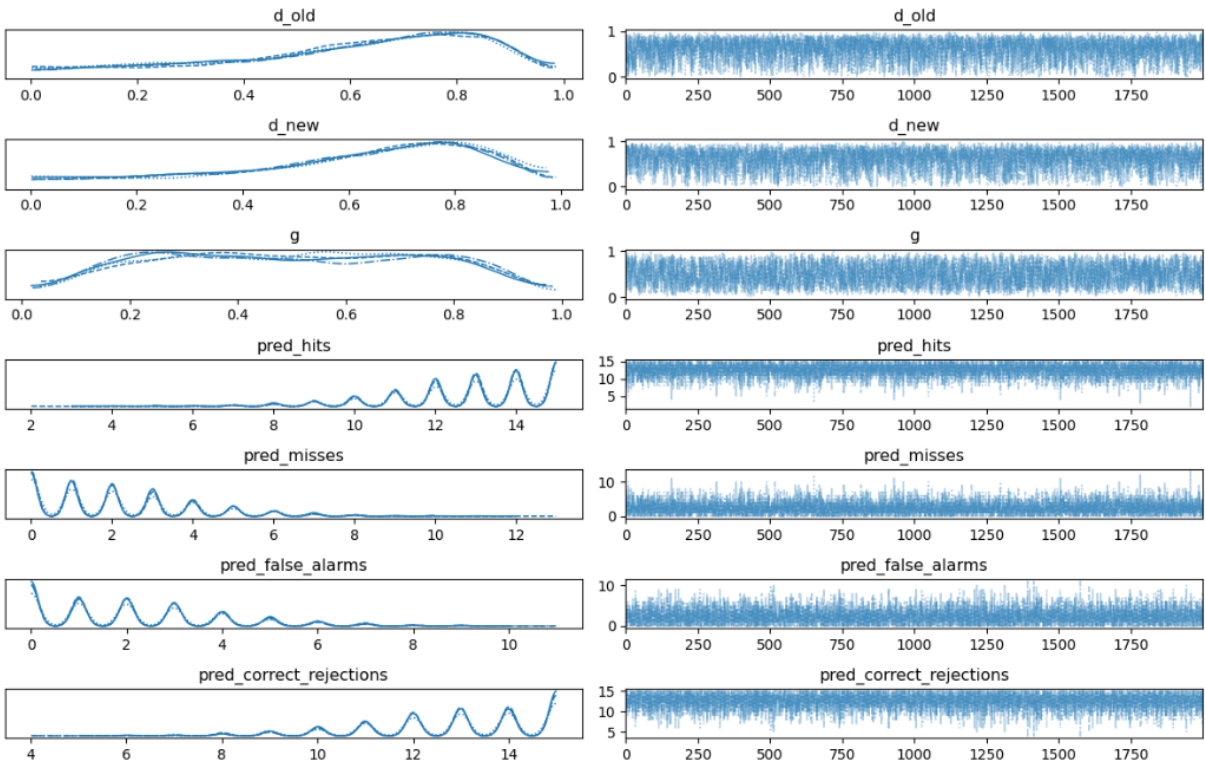 d_old d_old
1
0
0.0 0.2 0.4 0.6 0.8 1.0 0 250 500 750 1000 1250 1500 1750
d_new d_new
1
0
0.0 0.2 0.4 0.6 0.8 1.0 0 250 500 750 1000 1250 1500 1750
g g
1
0
0.0 0.2 0.4 0.6 0.8 1.0 0 250 500 750 1000 1250 1500 1750
pred_hits pred_hits
15
10
5
2 4 6 8 10 12 14 0 250 500 750 1000 1250 1500 1750
pred_misses pred_misses
10
0
0 2 4 6 8 10 12 0 250 500 750 1000 1250 1500 1750
pred_false_alarms pred_false_alarms
10
0
0 2 4 6 8 10 0 250 500 750 1000 1250 1500 1750
pred_correct_rejections pred_correct_rejections
15
10
5
4 6 8 10 12 14 0 250 500 750 1000 1250 1500 1750